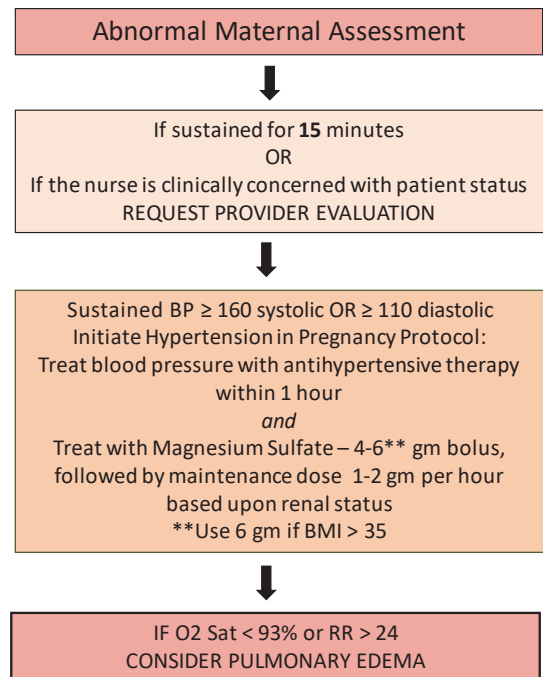 Abnormal Maternal Assessment
If sustained for 15 minutes
OR
If the nurse is clinically concerned with patient status
REQUEST PROVIDER EVALUATION
Sustained BP ≥ 160 systolic OR ≥ 110 diastolic
Initiate Hypertension in Pregnancy Protocol:
Treat blood pressure with antihypertensive therapy
within 1 hour
and
Treat with Magnesium Sulfate – 4-6** gm bolus,
followed by maintenance dose 1-2 gm per hour
based upon renal status
**Use 6 gm if BMI > 35
IF O2 Sat < 93% or RR > 24
CONSIDER PULMONARY EDEMA